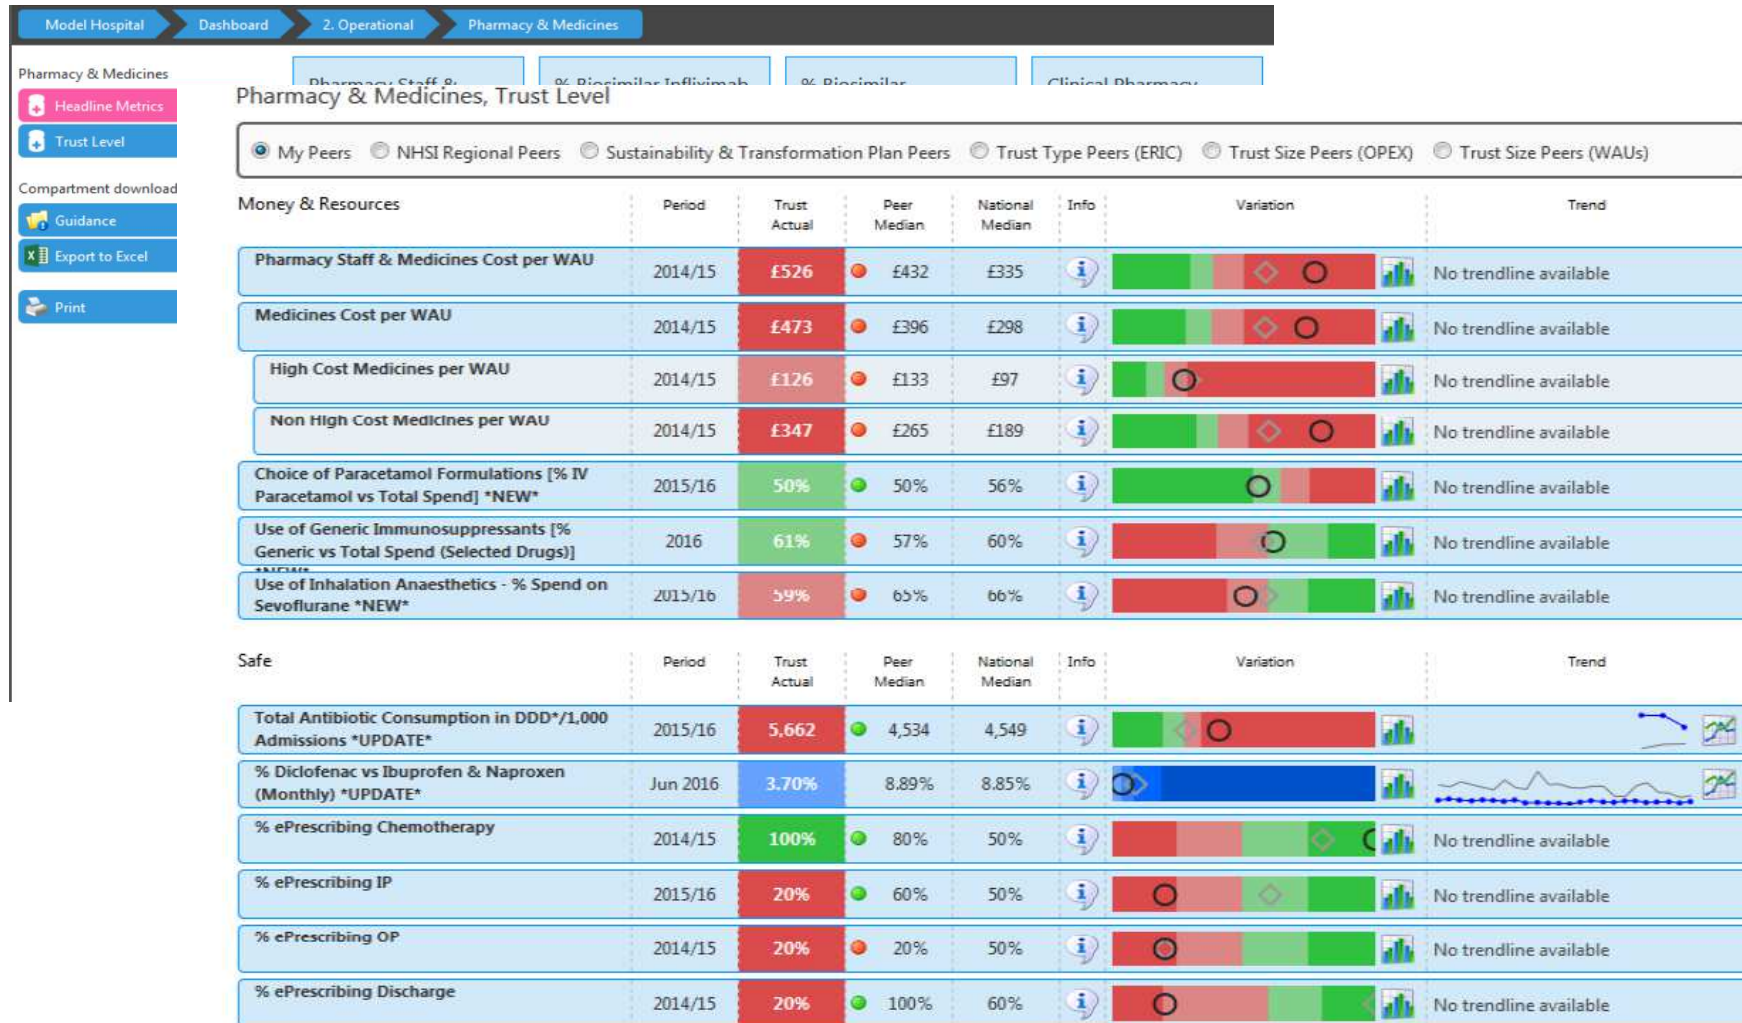 Model Hospital
Dashboard
2. Operational
Pharmacy & Medicines
Pharmacy & Medicines
Headline Metrics
Trust Level
Compartment download
Guidance
Export to Excel
Print
Pharmacy Staff &
% Biosimilar Infliximab
% Biosimilar
Clinical Pharmacy
Pharmacy & Medicines, Trust Level
My Peers NHSI Regional Peers Sustainability & Transformation Plan Peers Trust Type Peers (ERIC) Trust Size Peers (OPEX) Trust Size Peers (WAUs)
Money & Resources Period Trust Peer National Info Variation Trend
Actual Median Median
Pharmacy Staff & Medicines Cost per WAU 2014/15 £526 £432 £335 No trendline available
Medicines Cost per WAU 2014/15 £473 £396 £298 No trendline available
High Cost Medicines per WAU 2014/15 £126 £133 £97 No trendline available
Non High Cost Medicines per WAU 2014/15 £347 £265 £189 No trendline available
Choice of Paracetamol Formulations [% IV
Paracetamol vs Total Spend] *NEW* 2015/16 50% 50% 56% No trendline available
Use of Generic Immunosuppressants [%
Generic vs Total Spend (Selected Drugs)] 2016 61% 57% 60% No trendline available
*NEW*
Use of Inhalation Anaesthetics - % Spend on
Sevoflurane *NEW* 2015/16 59% 65% 66% No trendline available
Safe Period Trust Peer National Info Variation Trend
Actual Median Median
Total Antibiotic Consumption in DDD*/1,000
Admissions *UPDATE* 2015/16 5,662 4,534 4,549
% Diclofenac vs Ibuprofen & Naproxen
(Monthly) *UPDATE* Jun 2016 3.70% 8.89% 8.85%
% ePrescribing Chemotherapy 2014/15 100% 80% 50% No trendline available
% ePrescribing IP 2015/16 20% 60% 50% No trendline available
% ePrescribing OP 2014/15 20% 20% 50% No trendline available
% ePrescribing Discharge 2014/15 20% 100% 60% No trendline available